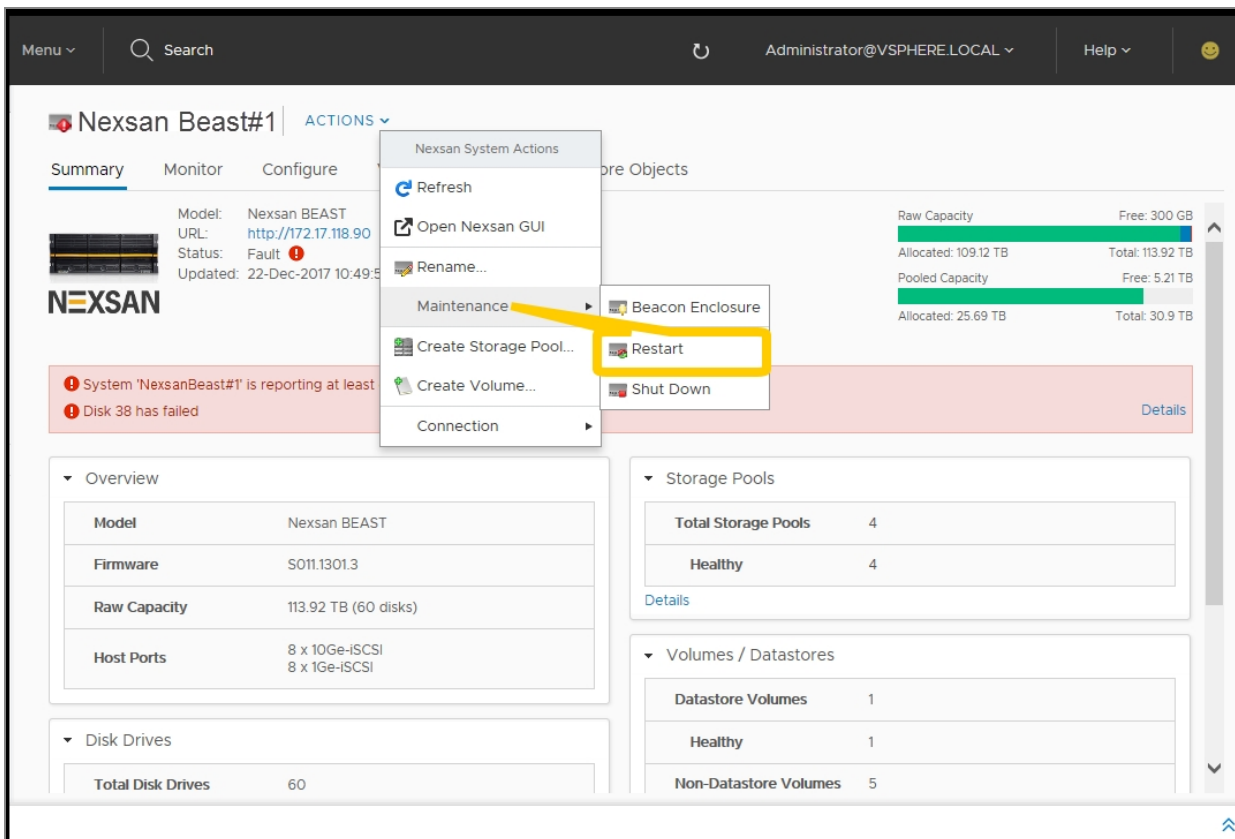 Menu
Search
Administrator@VSPHERE.LOCAL
Help
Nexsan Beast#1
ACTIONS
Nexsan System Actions
Refresh
Open Nexsan GUI
Rename...
Maintenance
Create Storage Pool...
Create Volume...
Connection
Beacon Enclosure
Restart
Shut Down
Summary
Monitor
Configure
ore Objects
Model: Nexsan BEAST
URL: http://172.17.118.90
Status: Fault
Updated: 22-Dec-2017 10:49:5
NEXSAN
Raw Capacity Free: 300 GB
Allocated: 109.12 TB Total: 113.92 TB
Pooled Capacity Free: 5.21 TB
Allocated: 25.69 TB Total: 30.9 TB
System 'NexsanBeast#1' is reporting at least
Disk 38 has failed
Details
Overview
Model Nexsan BEAST
Firmware S011.1301.3
Raw Capacity 113.92 TB (60 disks)
Host Ports 8 x 10Ge-iSCSI
8 x 1Ge-iSCSI
Disk Drives
Total Disk Drives 60
Storage Pools
Total Storage Pools 4
Healthy 4
Details
Volumes / Datastores
Datastore Volumes 1
Healthy 1
Non-Datastore Volumes 5